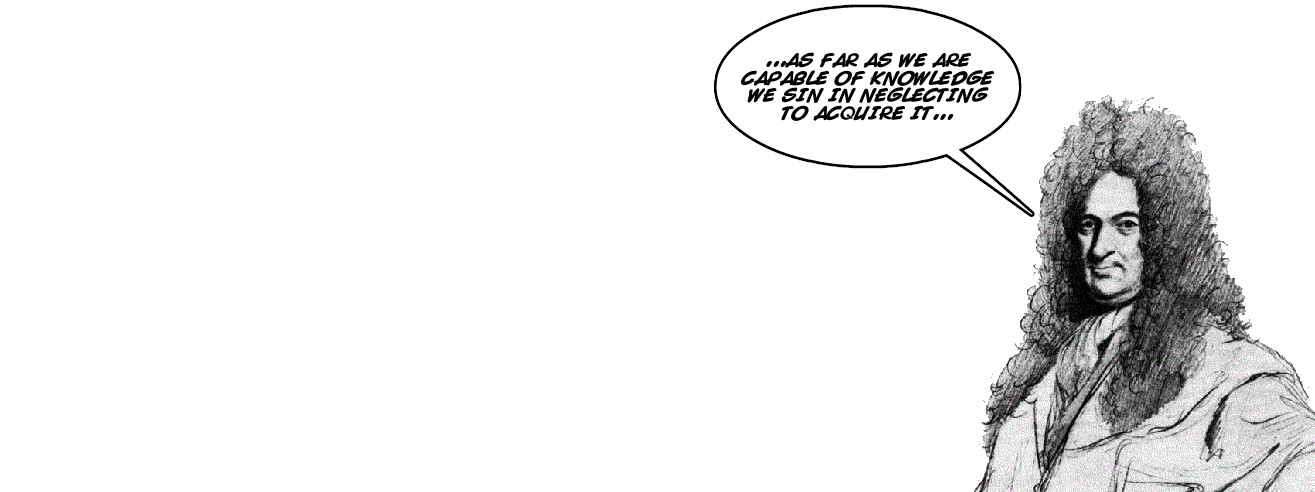 ...AS FAR AS WE ARE
CAPABLE OF KNOWLEDGE
WE SIN IN NEGLECTING
TO ACQUIRE IT...